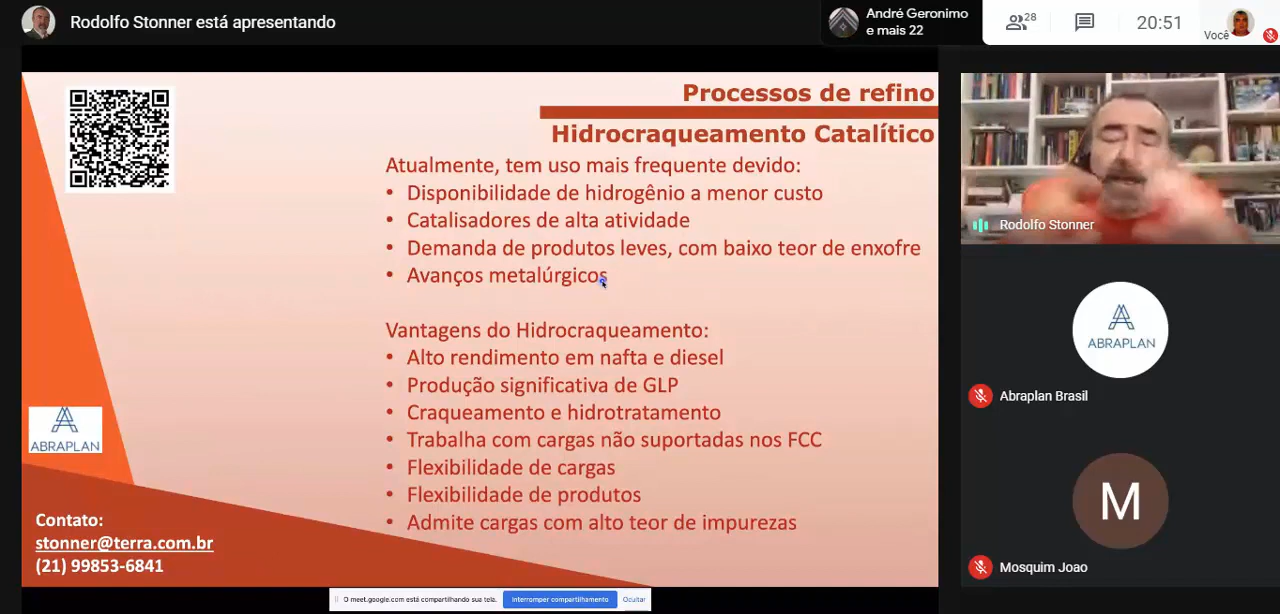 Rodolfo Stonner está apresentando
André Geronimo
e mais 22
28
20:51
Você
Processos de refino
Hidrocraqueamento Catalítico
Atualmente, tem uso mais frequente devido:
• Disponibilidade de hidrogênio a menor custo
• Catalisadores de alta atividade
• Demanda de produtos leves, com baixo teor de enxofre
• Avanços metalúrgicos
Vantagens do Hidrocraqueamento:
• Alto rendimento em nafta e diesel
• Produção significativa de GLP
• Craqueamento e hidrotratamento
• Trabalha com cargas não suportadas nos FCC
• Flexibilidade de cargas
• Flexibilidade de produtos
• Admite cargas com alto teor de impurezas
ABRAPLAN
Contato:
stonner@terra.com.br
(21) 99853-6841
O meet.google.com está compartilhando sua tela.
Interromper compartilhamento
Ocultar
Rodolfo Stonner
ABRAPLAN
Abraplan Brasil
M
Mosquim Joao